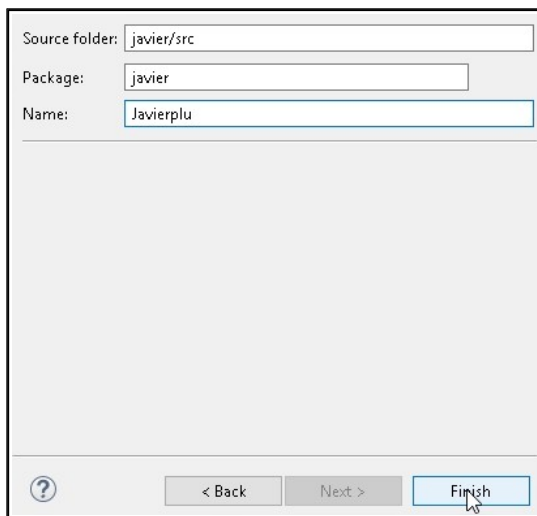 Source folder: javier/src
Package: javier
Name: Javierplu
?
< Back Next > Finish